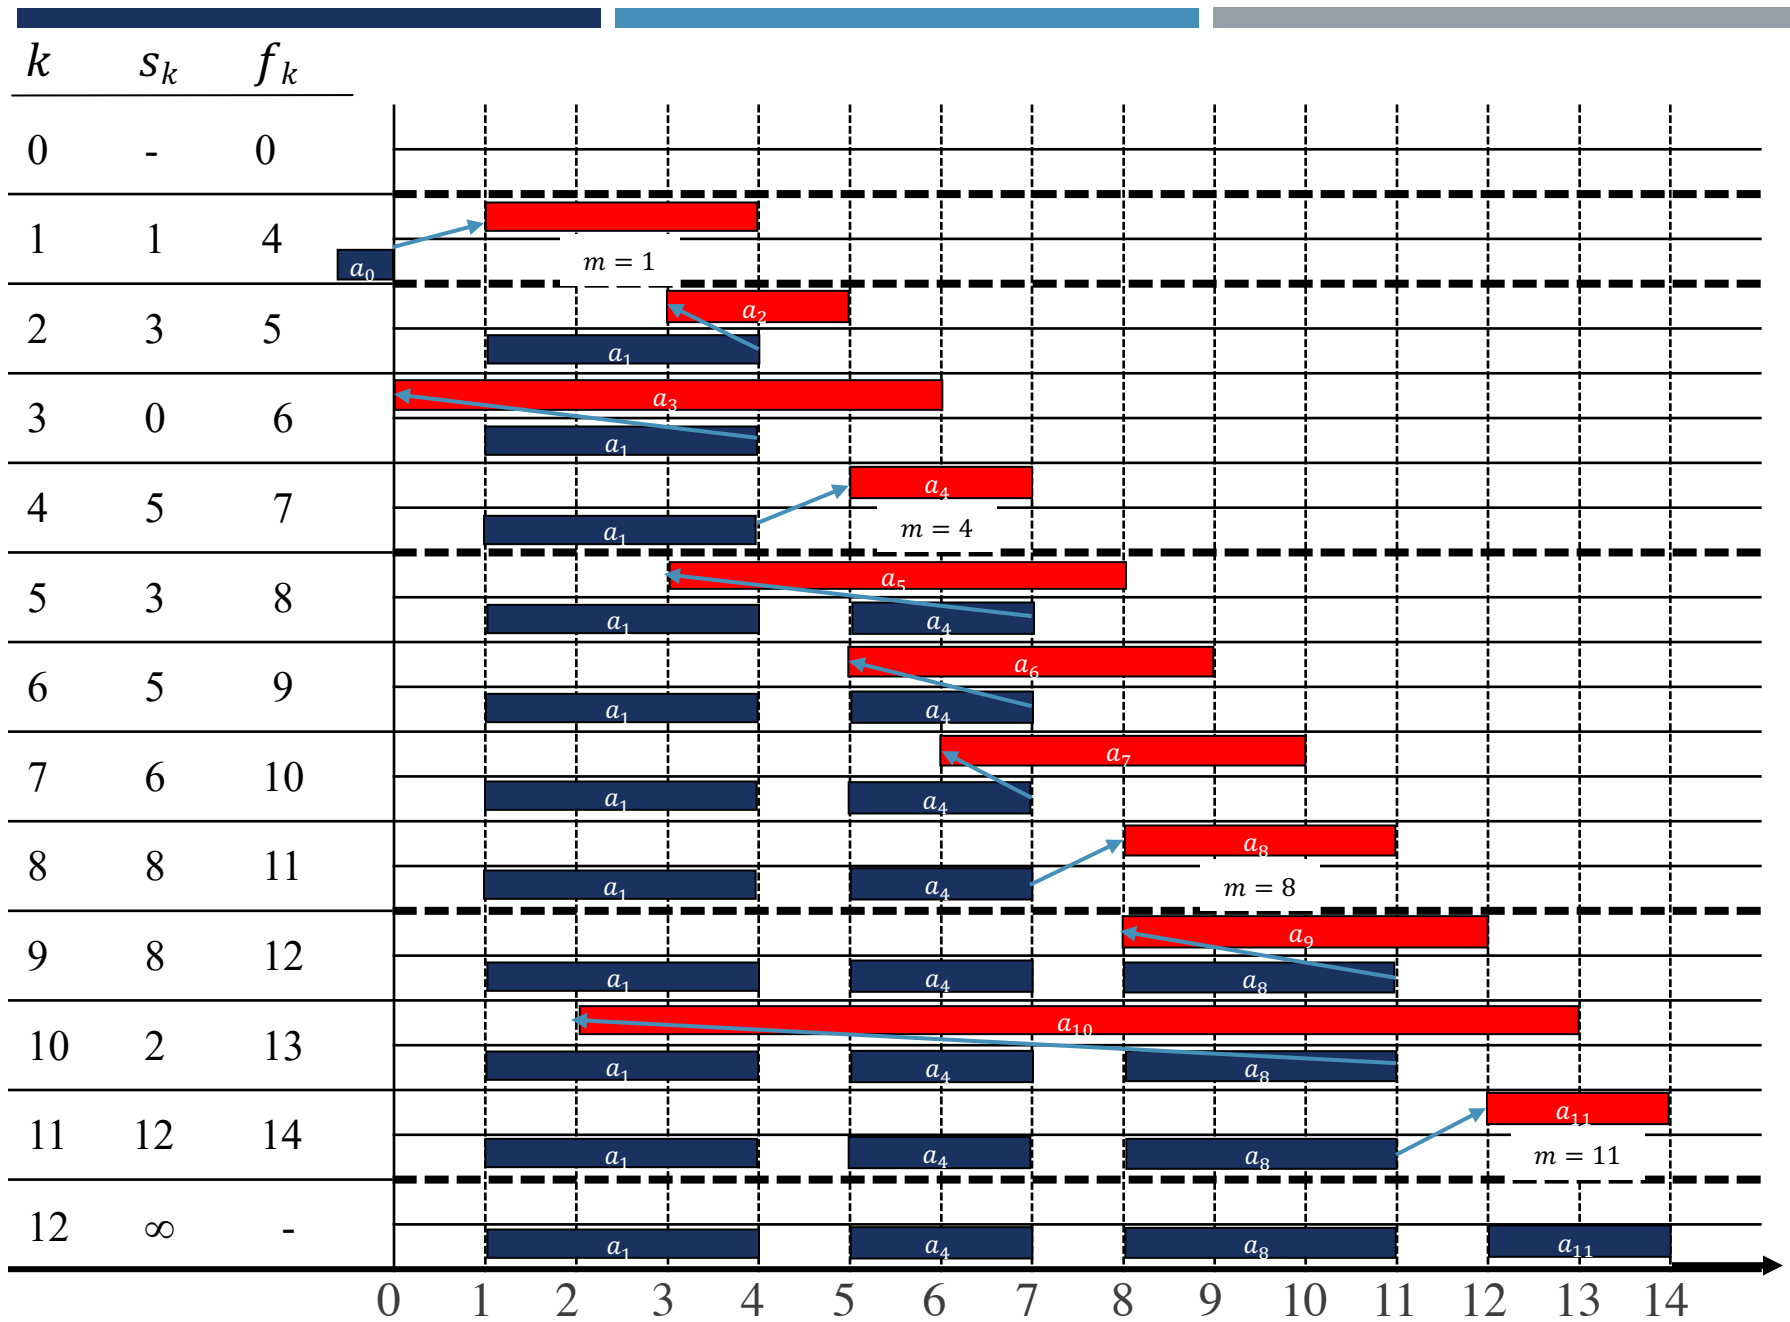 k s_k f_k
0 - 0
1 1 4
a_0 m = 1
2 3 5 a_2
a_1
3 0 6 a_3
a_1
4 5 7 a_4
a_1 m = 4
5 3 8 a_5
a_1 a_4
6 5 9 a_6
a_1 a_4
7 6 10 a_7
a_1 a_4
8 8 11 a_8
a_1 a_4 m = 8
9 8 12 a_9
a_1 a_4 a_8
10 2 13 a_10
a_1 a_4 a_8
11 12 14 a_11
a_1 a_4 a_8 m = 11
12 ∞ -
a_1 a_4 a_8 a_11
0 1 2 3 4 5 6 7 8 9 10 11 12 13 14